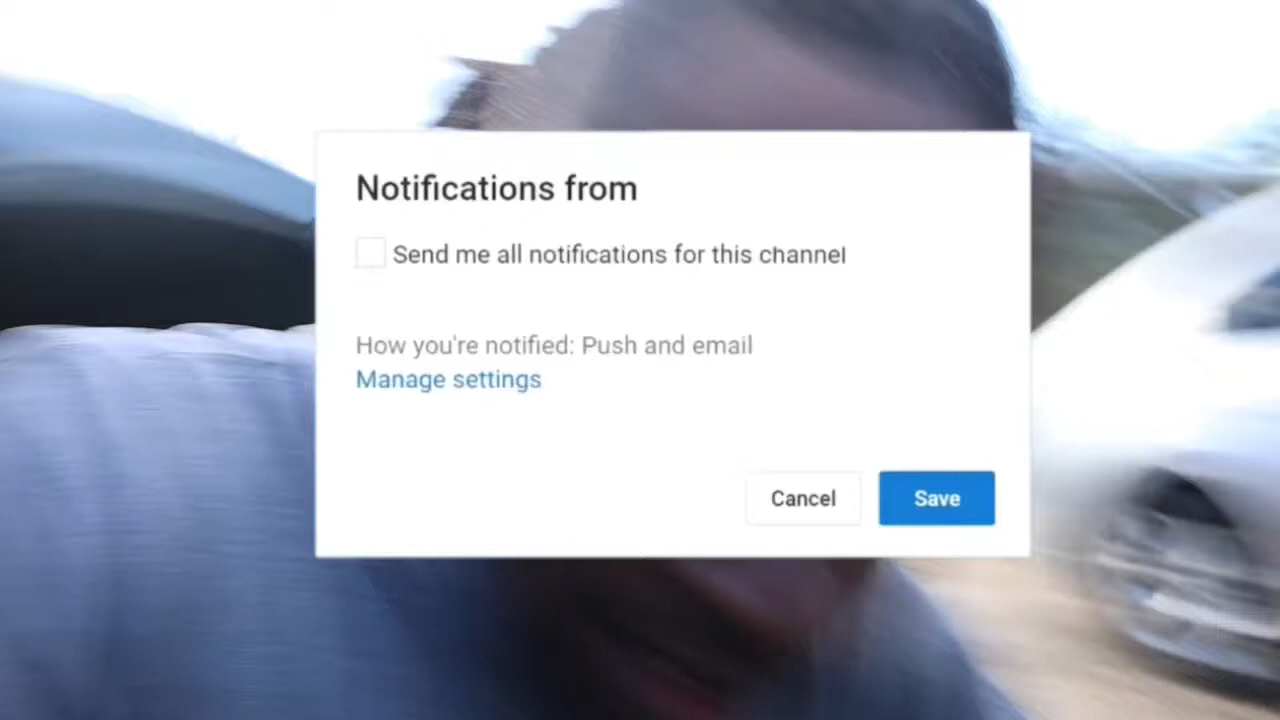 Notifications from
Send me all notifications for this channel
How you're notified: Push and email
Manage settings
Cancel
Save